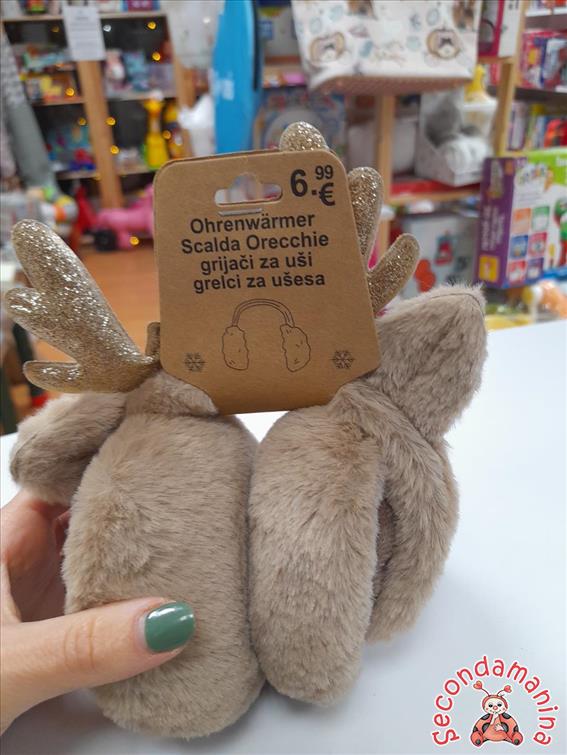 6.99
€
Ohrenwärmer
Scalda Orecchie
grijači za uši
grelci za ušesa
Secondamanina